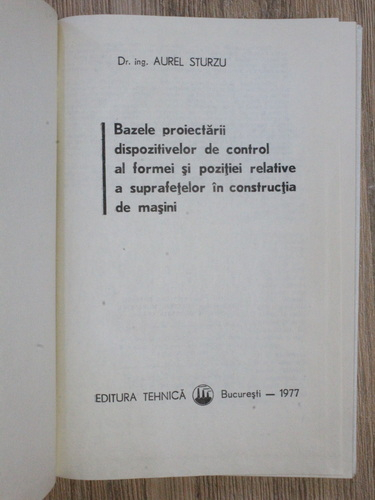 Dr. ing. AUREL STURZU
Bazele proiectării
dispozitivelor de control
al formei și poziției relative
a suprafețelor în construcția
de mașini
EDITURA TEHNICĂ București — 1977